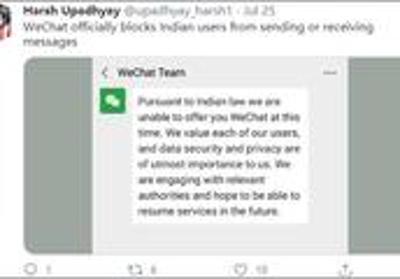 Harsh Upadhyay @upadhyay_harsh1 · Jul 25
WeChat officially blocks Indian users from sending or receiving
messages
WeChat Team
Pursuant to Indian law we are
unable to offer you WeChat at this
time. We value each of our users,
and data security and privacy are
of utmost importance to us. We
are engaging with relevant
authorities and hope to be able to
resume services in the future.
1